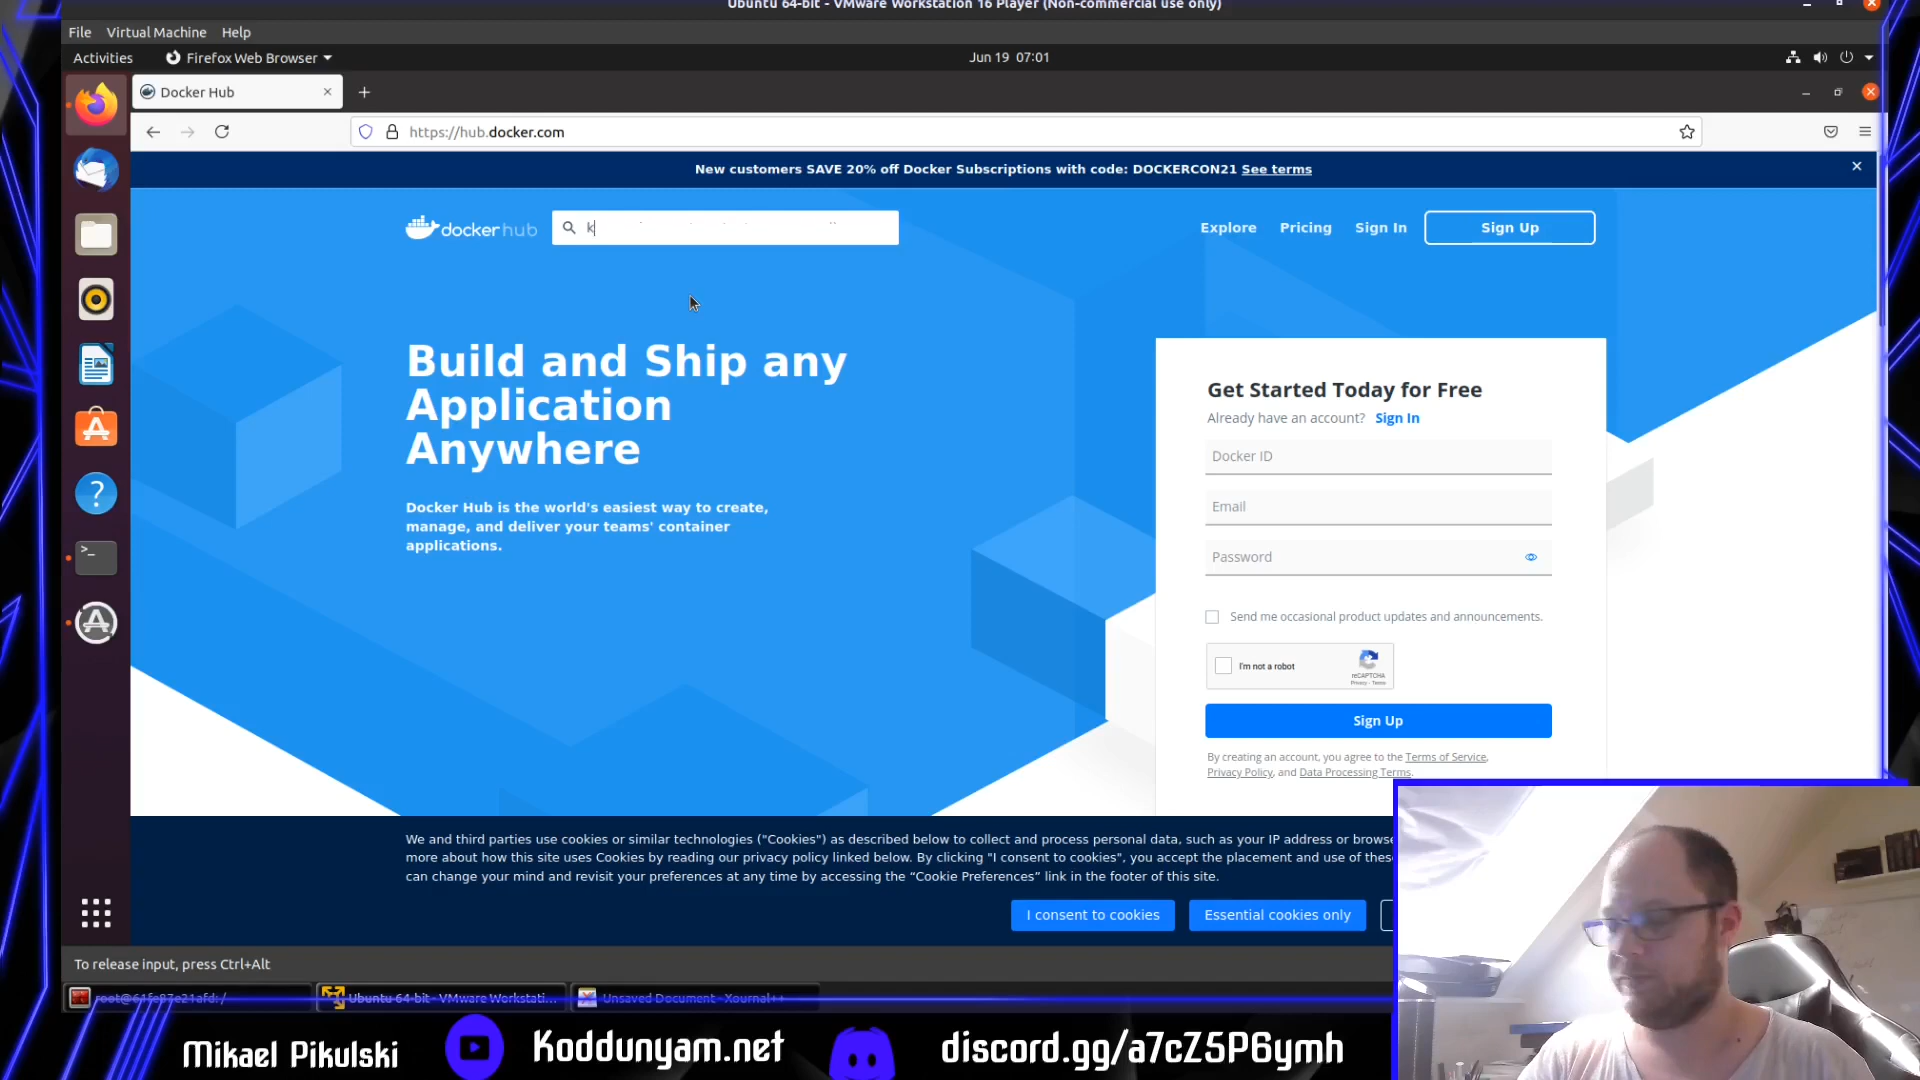 Ubuntu 64-bit - VMware Workstation 16 Player (Non-commercial use only)
File Virtual Machine Help
Activities Firefox Web Browser Jun 19 07:01
Docker Hub
https://hub.docker.com
New customers SAVE 20% off Docker Subscriptions with code: DOCKERCON21 See terms
docker hub k Explore Pricing Sign In Sign Up
Build and Ship any
Application
Anywhere
Docker Hub is the world's easiest way to create,
manage, and deliver your teams' container
applications.
Get Started Today for Free
Already have an account? Sign In
Docker ID
Email
Password
Send me occasional product updates and announcements.
I'm not a robot
reCAPTCHA
Privacy - Terms
Sign Up
By creating an account, you agree to the Terms of Service,
Privacy Policy, and Data Processing Terms.
We and third parties use cookies or similar technologies ("Cookies") as described below to collect and process personal data, such as your IP address or browse
more about how this site uses Cookies by reading our privacy policy linked below. By clicking "I consent to cookies", you accept the placement and use of these
can change your mind and revisit your preferences at any time by accessing the “Cookie Preferences” link in the footer of this site.
I consent to cookies Essential cookies only
To release input, press Ctrl+Alt
root@61fe87e21afd: / Ubuntu 64-bit - VMware Workstati... Unsaved Document - Xournal++
Mikael Pikulski Koddunyam.net discord.gg/a7cZ5P6ymh